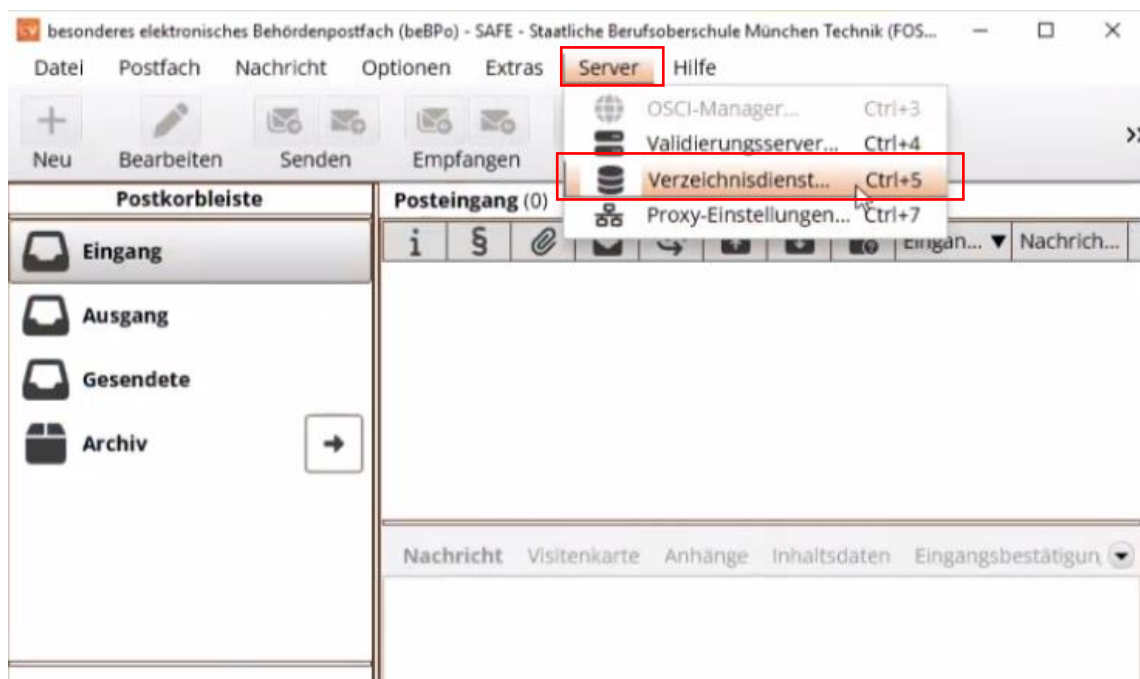 besonderes elektronisches Behördenpostfach (beBPo) - SAFE - Staatliche Berufsoberschule München Technik (FOS...
Datei Postfach Nachricht Optionen Extras Server Hilfe
OSCI-Manager... Ctrl+3
Validierungsserver... Ctrl+4
Verzeichnisdienst... Ctrl+5
Proxy-Einstellungen... Ctrl+7
Neu Bearbeiten Senden Empfangen
Postkorbleiste
Posteingang (0)
i § Eingan... ▼ Nachrich...
Eingang
Ausgang
Gesendete
Archiv
Nachricht Visitenkarte Anhänge Inhaltsdaten Eingangsbestätigun